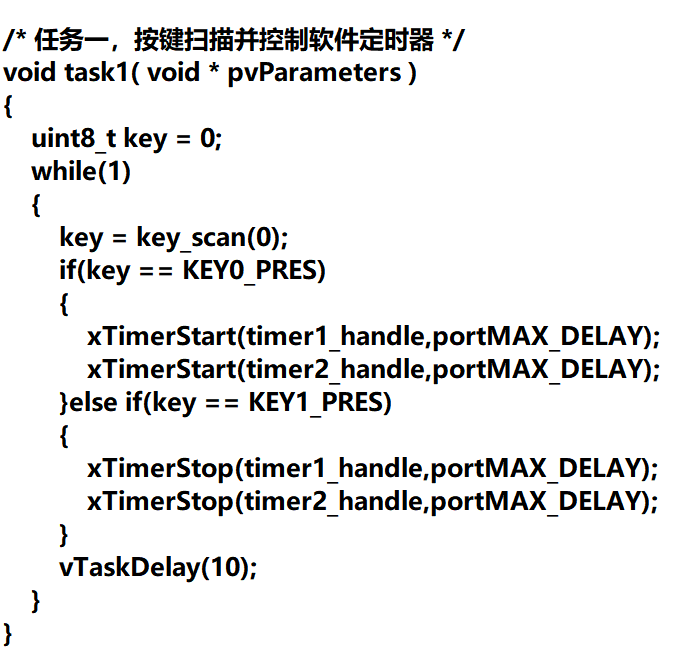 /* 任务一，按键扫描并控制软件定时器 */
void task1( void * pvParameters )
{
    uint8_t key = 0;
    while(1)
    {
        key = key_scan(0);
        if(key == KEY0_PRES)
        {
            xTimerStart(timer1_handle,portMAX_DELAY);
            xTimerStart(timer2_handle,portMAX_DELAY);
        }else if(key == KEY1_PRES)
        {
            xTimerStop(timer1_handle,portMAX_DELAY);
            xTimerStop(timer2_handle,portMAX_DELAY);
        }
        vTaskDelay(10);
    }
}